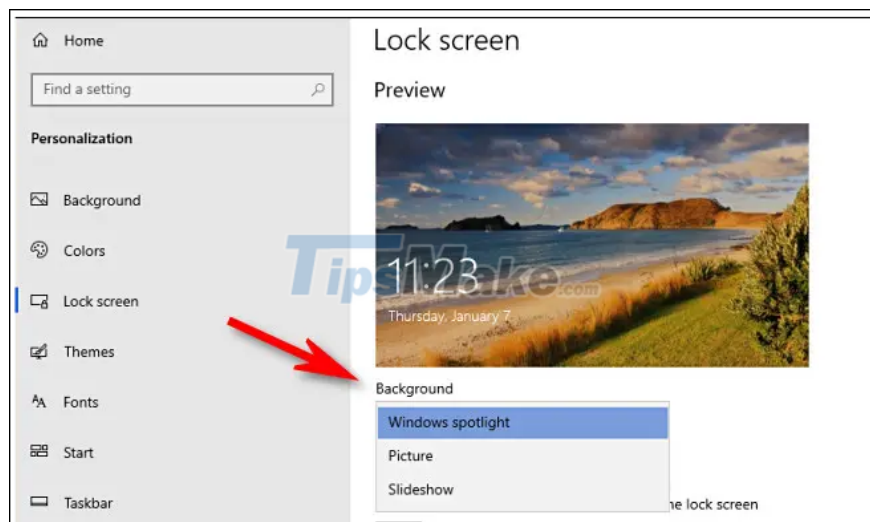 Home
Find a setting
Personalization
Background
Colors
Lock screen
Themes
Fonts
Start
Taskbar
Lock screen
Preview
11:23
Thursday, January 7
TipsMake.com
Background
Windows spotlight
Picture
Slideshow
lock screen